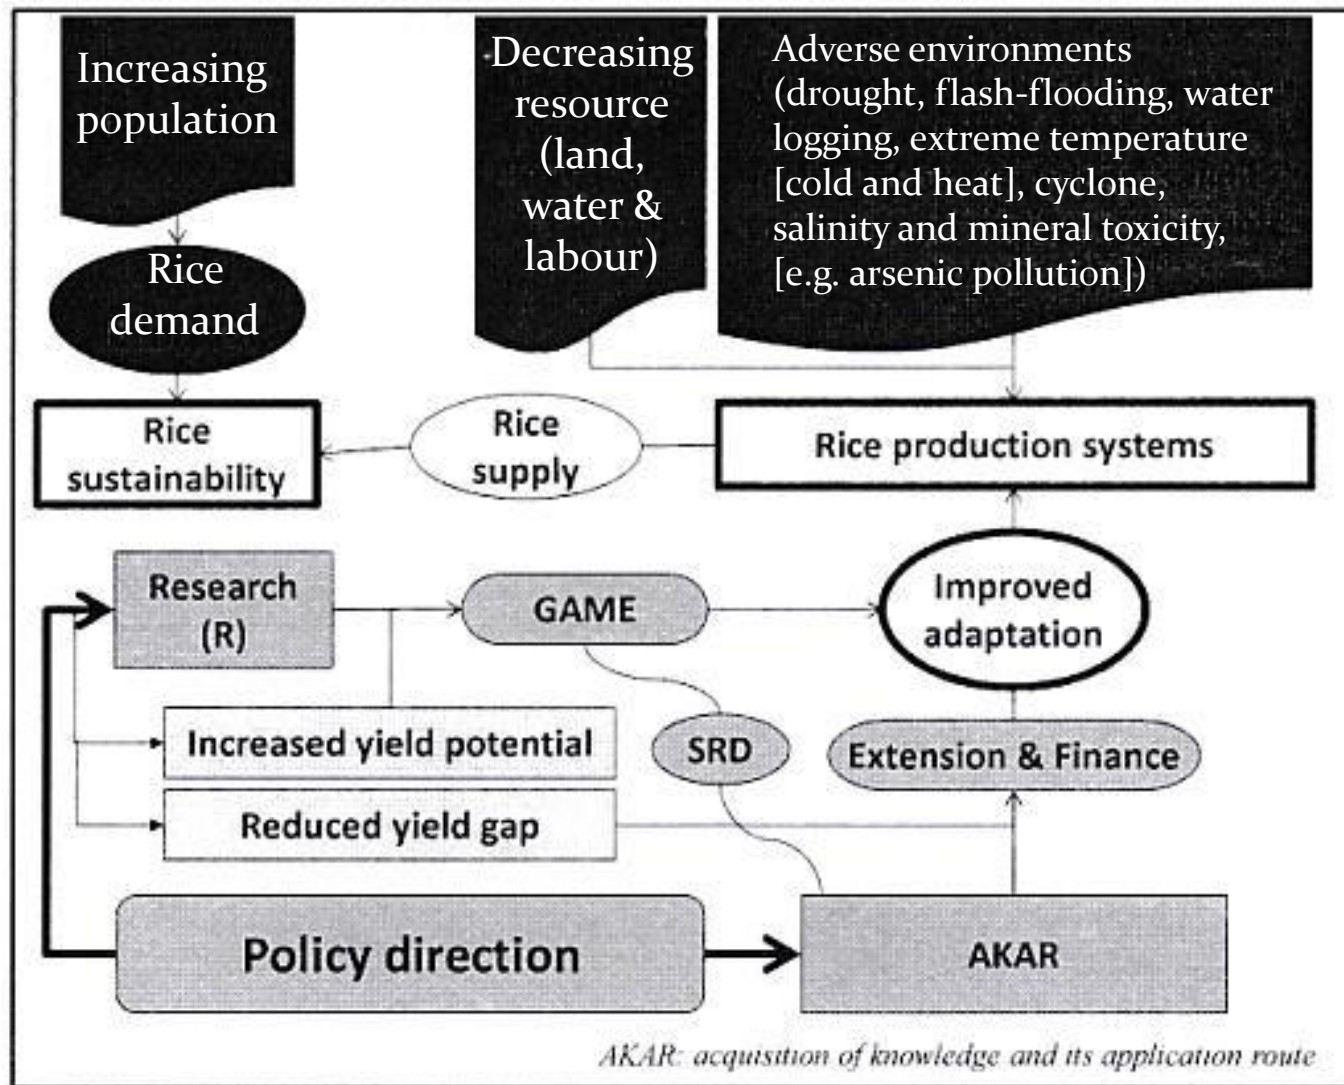 Increasing
population
Decreasing
resource
(land,
water &
labour)
Adverse environments
(drought, flash-flooding, water
logging, extreme temperature
[cold and heat], cyclone,
salinity and mineral toxicity,
[e.g. arsenic pollution])
Rice
demand
Rice
sustainability
Rice
supply
Rice production systems
Research
(R)
GAME
Improved
adaptation
Increased yield potential
SRD
Extension & Finance
Reduced yield gap
Policy direction
AKAR
AKAR: acquisition of knowledge and its application route